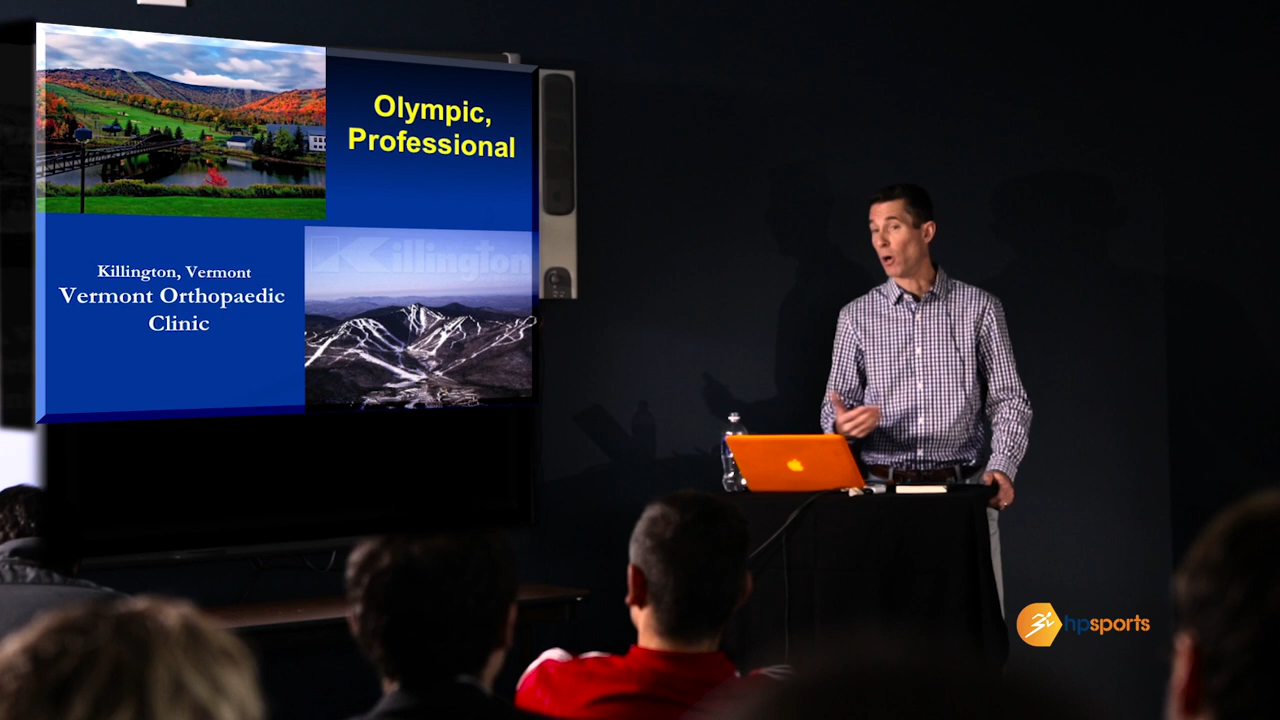 Olympic,
Professional
Killington, Vermont
Vermont Orthopaedic
Clinic
Killington
hpsports